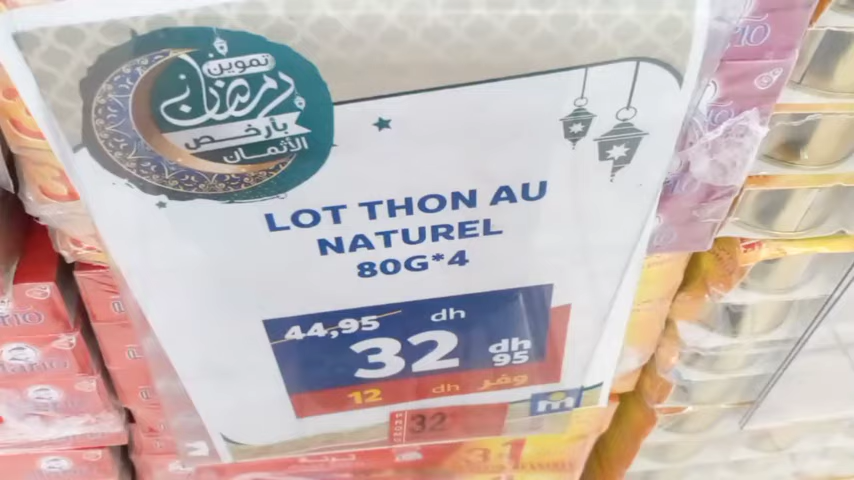 تموين
رمضاني
بأرخص
الأثمان
LOT THON AU
NATUREL
80G*4
44,95 dh
32 dh 95
12 dh وفر
32